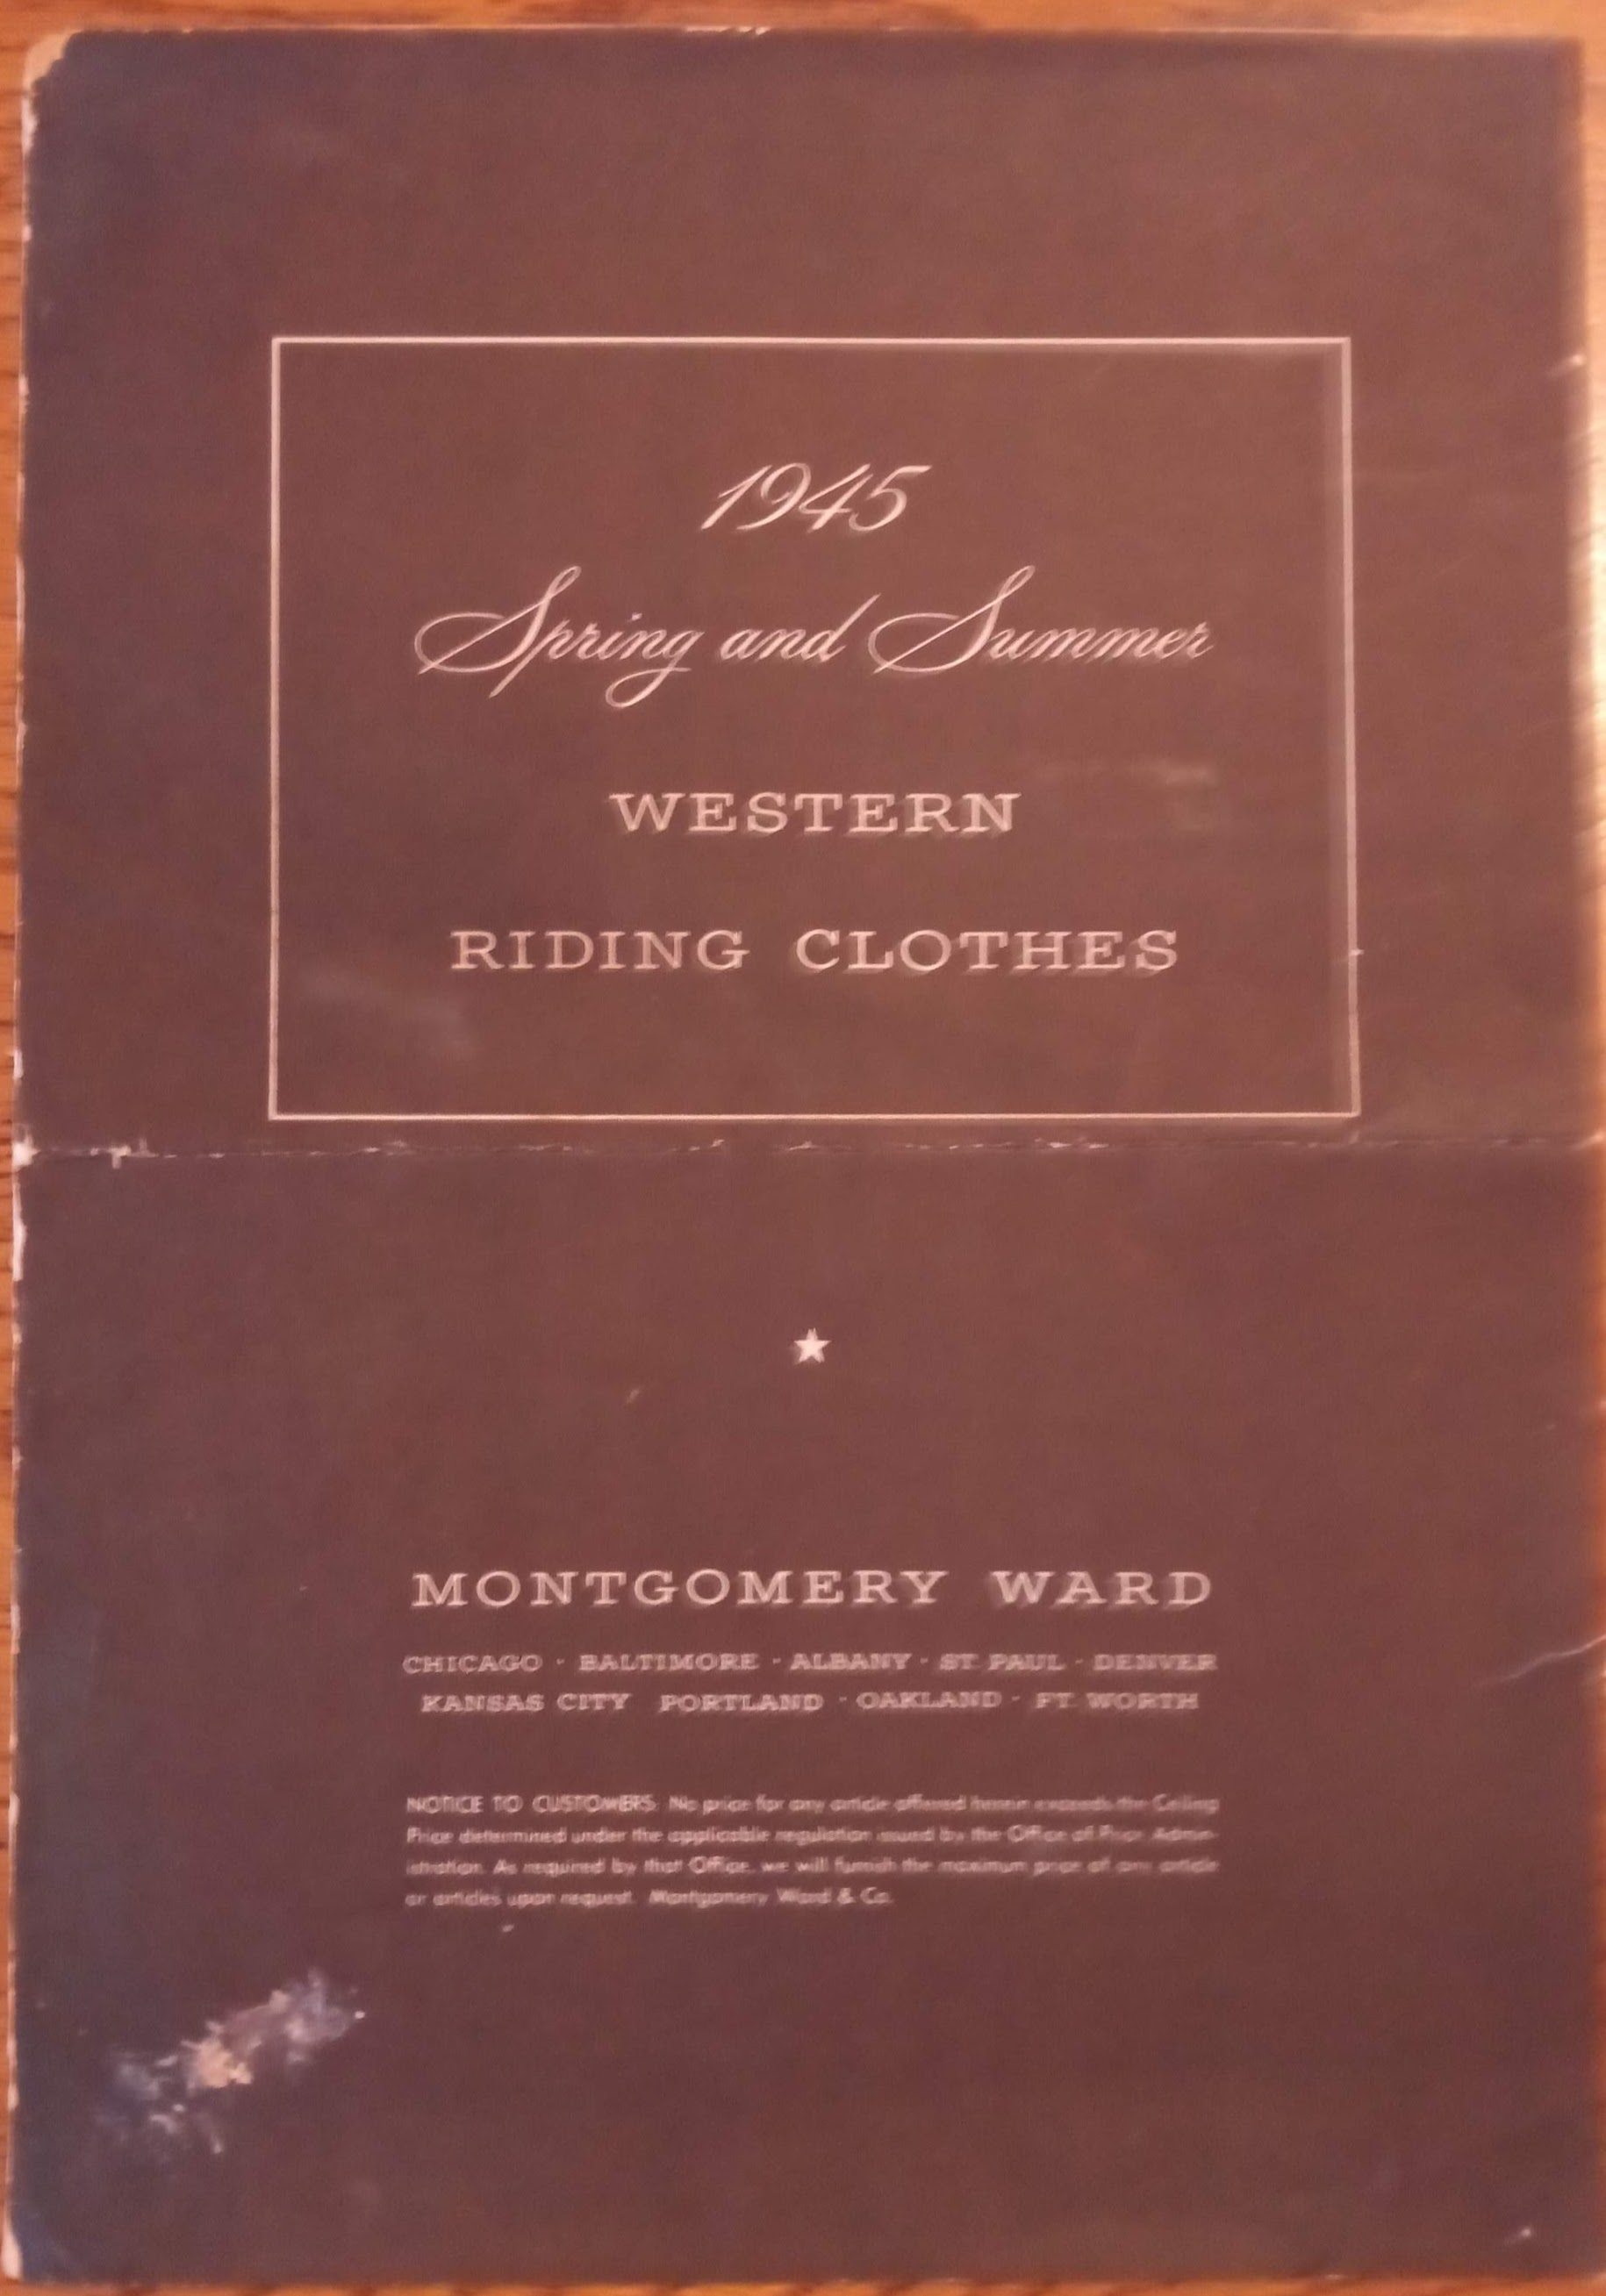 1945
Spring and Summer
WESTERN
RIDING CLOTHES
MONTGOMERY WARD
CHICAGO · BALTIMORE · ALBANY · ST PAUL · DENVER
KANSAS CITY PORTLAND · OAKLAND · FT WORTH
NOTICE TO CUSTOMERS: No price for any article offered herein exceeds the Ceiling
Price determined under the applicable regulation issued by the Office of Price Admin-
istration. As required by that Office, we will furnish the maximum price of any article
or articles upon request. Montgomery Ward & Co.